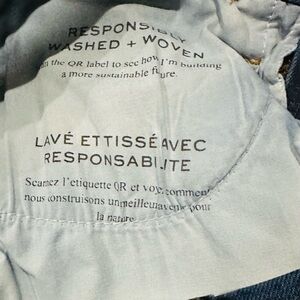 RESPONSIBLY
WASHED + WOVEN
the QR label to see how I'm building
a more sustainable future.
LAVÉ ET TISSÉ AVEC
RESPONSABILITÉ
Scannez l'etiquette QR et voyez comment
nous construisons un meilleur avenir pour
la nature